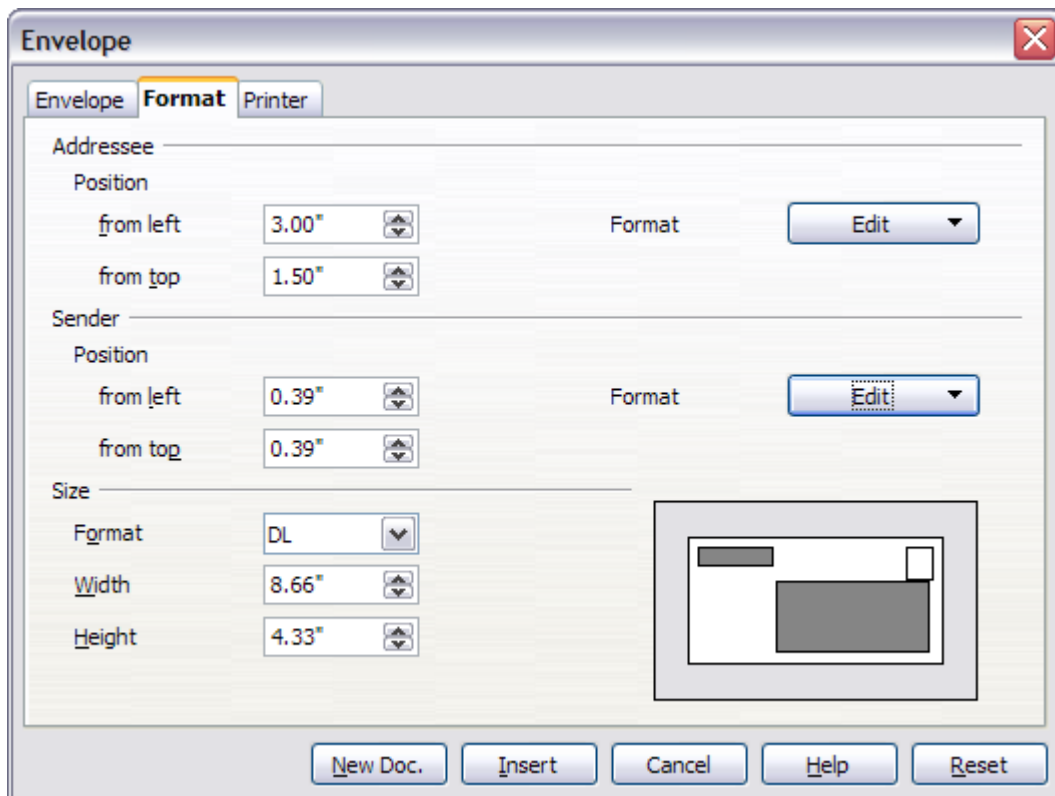 Envelope
Envelope Format Printer
Addressee
Position
from left 3.00" Format Edit
from top 1.50"
Sender
Position
from left 0.39" Format Edit
from top 0.39"
Size
Format DL
Width 8.66"
Height 4.33"
New Doc. Insert Cancel Help Reset